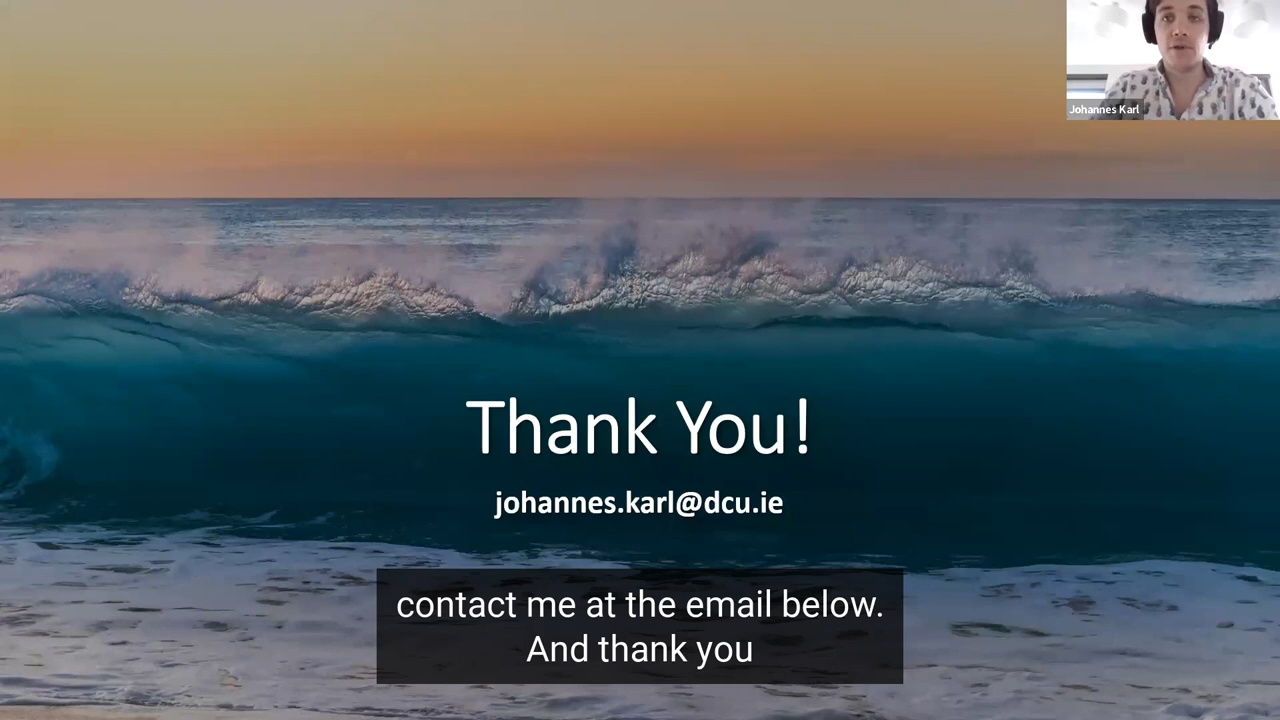 Johannes Karl
Thank You!
johannes.karl@dcu.ie
contact me at the email below.
And thank you